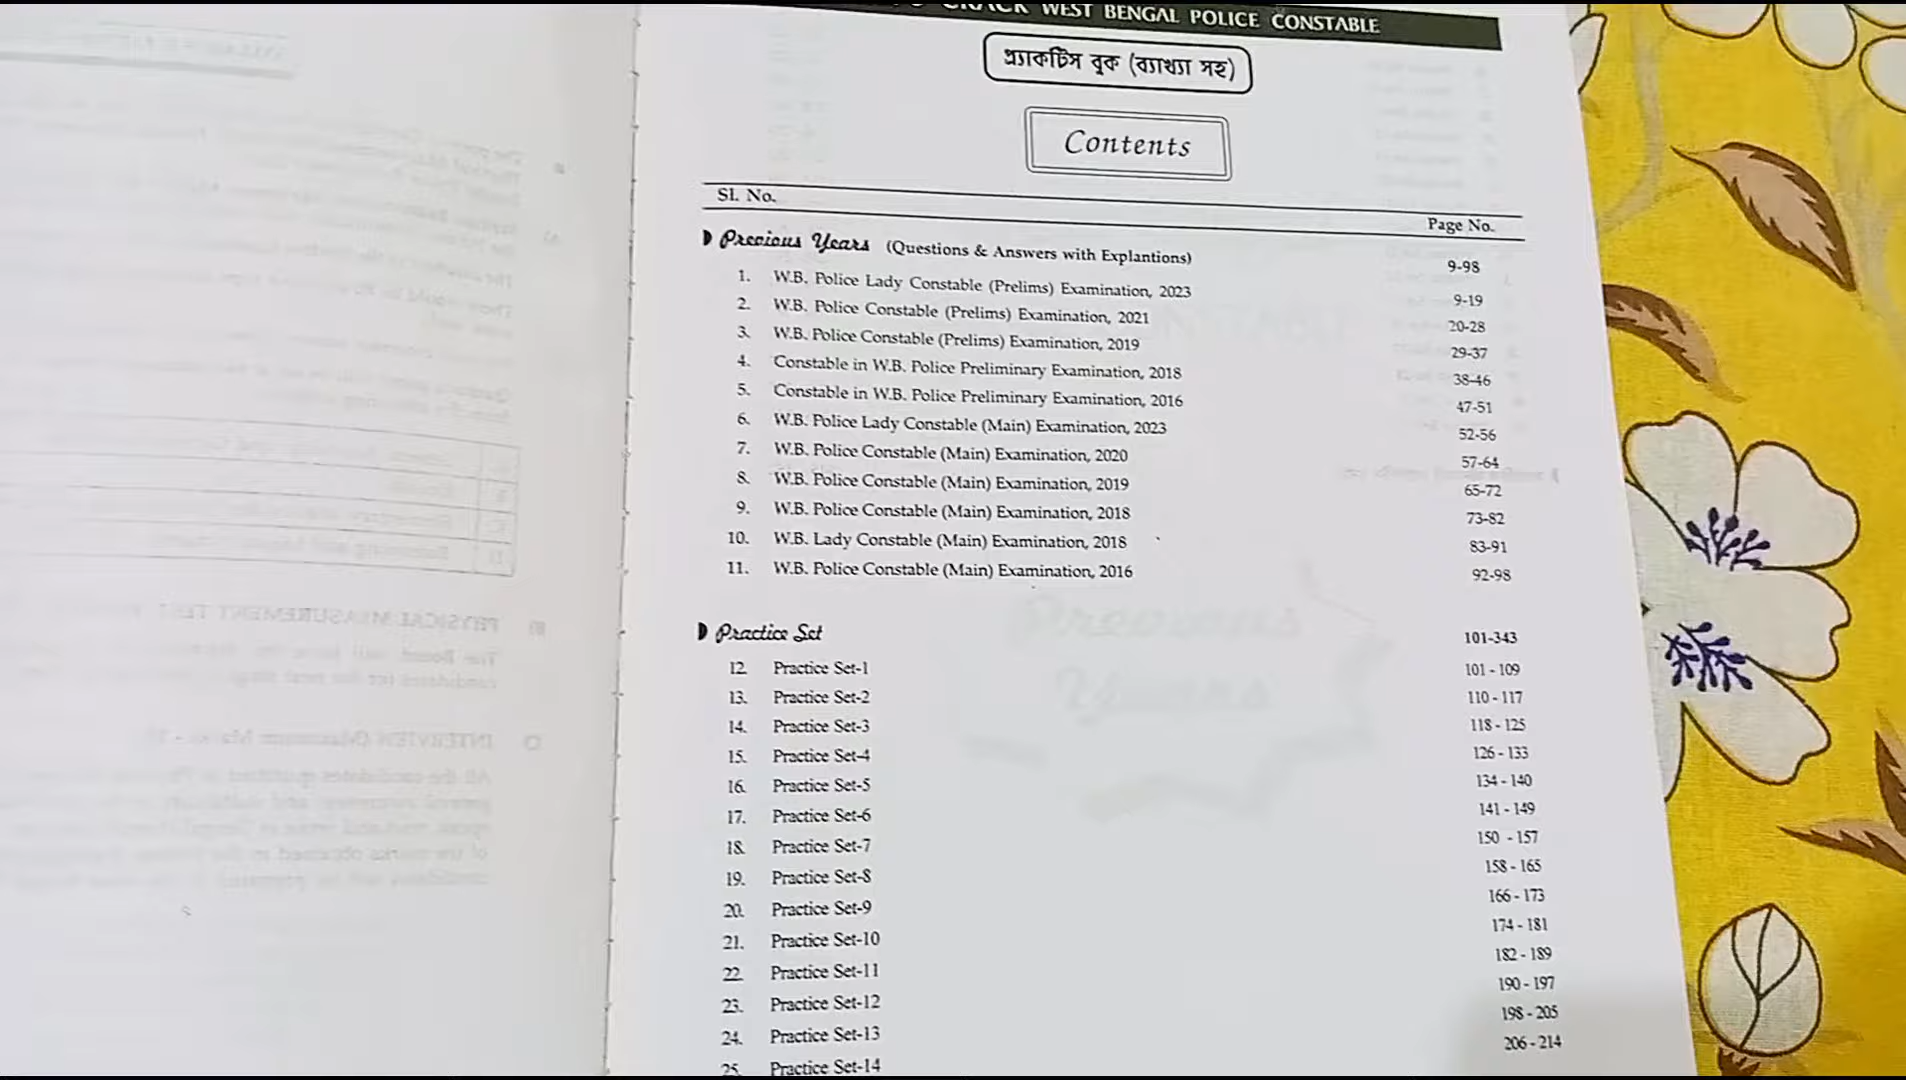 CRACK WEST BENGAL POLICE CONSTABLE
প্র্যাকটিস বুক (ব্যাখ্যা সহ)
Contents
Sl. No. Page No.
Previous Years (Questions & Answers with Explantions) 9-98
1. W.B. Police Lady Constable (Prelims) Examination, 2023 9-19
2. W.B. Police Constable (Prelims) Examination, 2021 20-28
3. W.B. Police Constable (Prelims) Examination, 2019 29-37
4. Constable in W.B. Police Preliminary Examination, 2018 38-46
5. Constable in W.B. Police Preliminary Examination, 2016 47-51
6. W.B. Police Lady Constable (Main) Examination, 2023 52-56
7. W.B. Police Constable (Main) Examination, 2020 57-64
8. W.B. Police Constable (Main) Examination, 2019 65-72
9. W.B. Police Constable (Main) Examination, 2018 73-82
10. W.B. Lady Constable (Main) Examination, 2018 83-91
11. W.B. Police Constable (Main) Examination, 2016 92-98
Practice Set 101-343
12. Practice Set-1 101 - 109
13. Practice Set-2 110 - 117
14. Practice Set-3 118 - 125
15. Practice Set-4 126 - 133
16. Practice Set-5 134 - 140
17. Practice Set-6 141 - 149
18. Practice Set-7 150 - 157
19. Practice Set-8 158 - 165
20. Practice Set-9 166 - 173
21. Practice Set-10 174 - 181
22. Practice Set-11 182 - 189
23. Practice Set-12 190 - 197
24. Practice Set-13 198 - 205
25. Practice Set-14 206 - 214